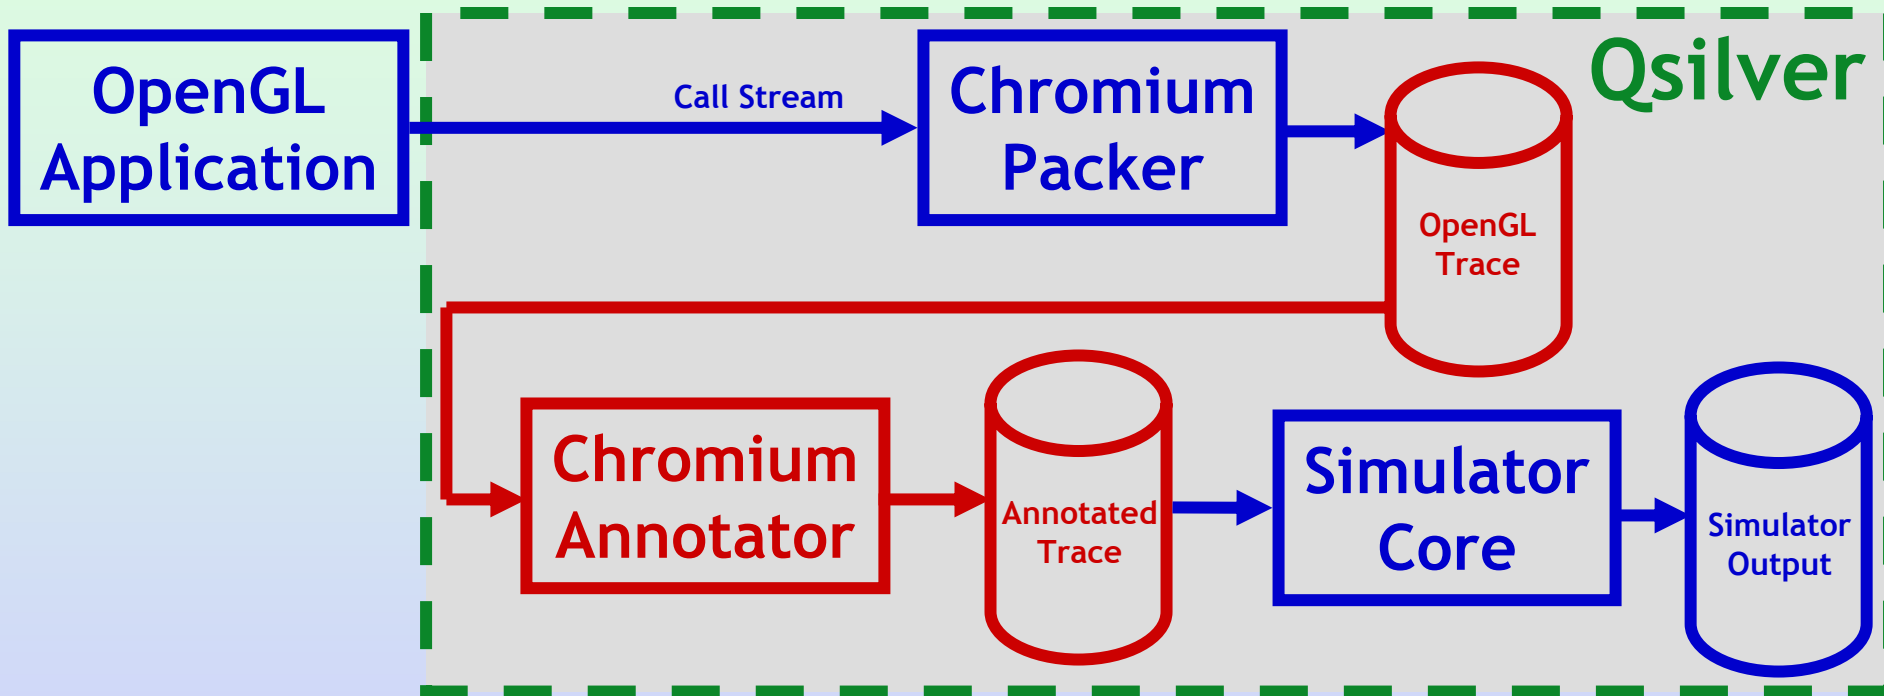 OpenGL
Application
Call Stream
Chromium
Packer
Qsilver
OpenGL
Trace
Chromium
Annotator
Annotated
Trace
Simulator
Core
Simulator
Output